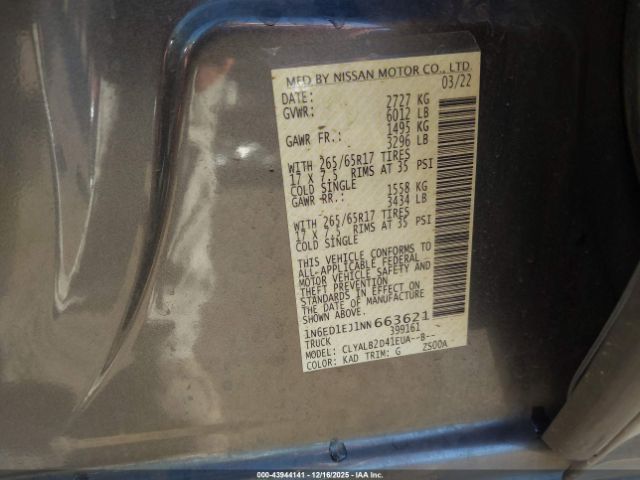 MFD BY NISSAN MOTOR CO., LTD.
DATE: 03/22
GVWR: 2727 KG
6012 LB
GAWR FR.: 1495 KG
3296 LB
WITH 265/65R17 TIRES
17 X 7.5 RIMS AT 35 PSI
COLD SINGLE
GAWR RR.: 1558 KG
3434 LB
WITH 265/65R17 TIRES
17 X 7.5 RIMS AT 35 PSI
COLD SINGLE
THIS VEHICLE CONFORMS TO
ALL-APPLICABLE FEDERAL
MOTOR VEHICLE SAFETY AND
THEFT PREVENTION
STANDARDS IN EFFECT ON
THE DATE OF MANUFACTURE
SHOWN ABOVE.
1N6ED1EJ1NN663621
TRUCK 399161
MODEL: CLYALB2D41EUA--B--
COLOR: KAD TRIM: G ZS00A
000-43944141 - 12/16/2025 - IAA Inc.